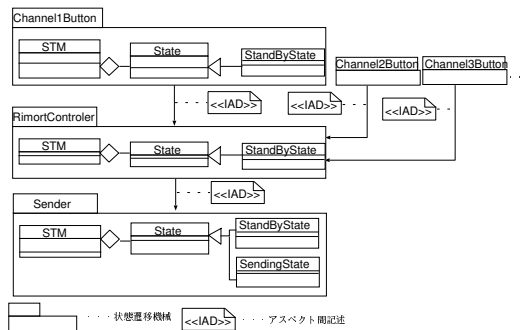 Channel1Button
STM
State
StandByState
Channel2Button
Channel3Button
<<IAD>>
<<IAD>>
<<IAD>>
RimortControler
STM
State
StandByState
<<IAD>>
Sender
STM
State
StandByState
SendingState
・・・状態遷移機械
<<IAD>>
・・・アスペクト間記述